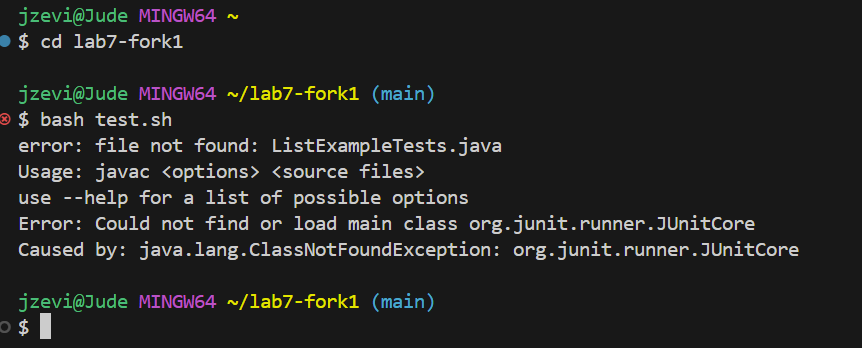 jzevi@Jude MINGW64 ~
$ cd lab7-fork1
jzevi@Jude MINGW64 ~/lab7-fork1 (main)
$ bash test.sh
error: file not found: ListExampleTests.java
Usage: javac <options> <source files>
use --help for a list of possible options
Error: Could not find or load main class org.junit.runner.JUnitCore
Caused by: java.lang.ClassNotFoundException: org.junit.runner.JUnitCore
jzevi@Jude MINGW64 ~/lab7-fork1 (main)
$